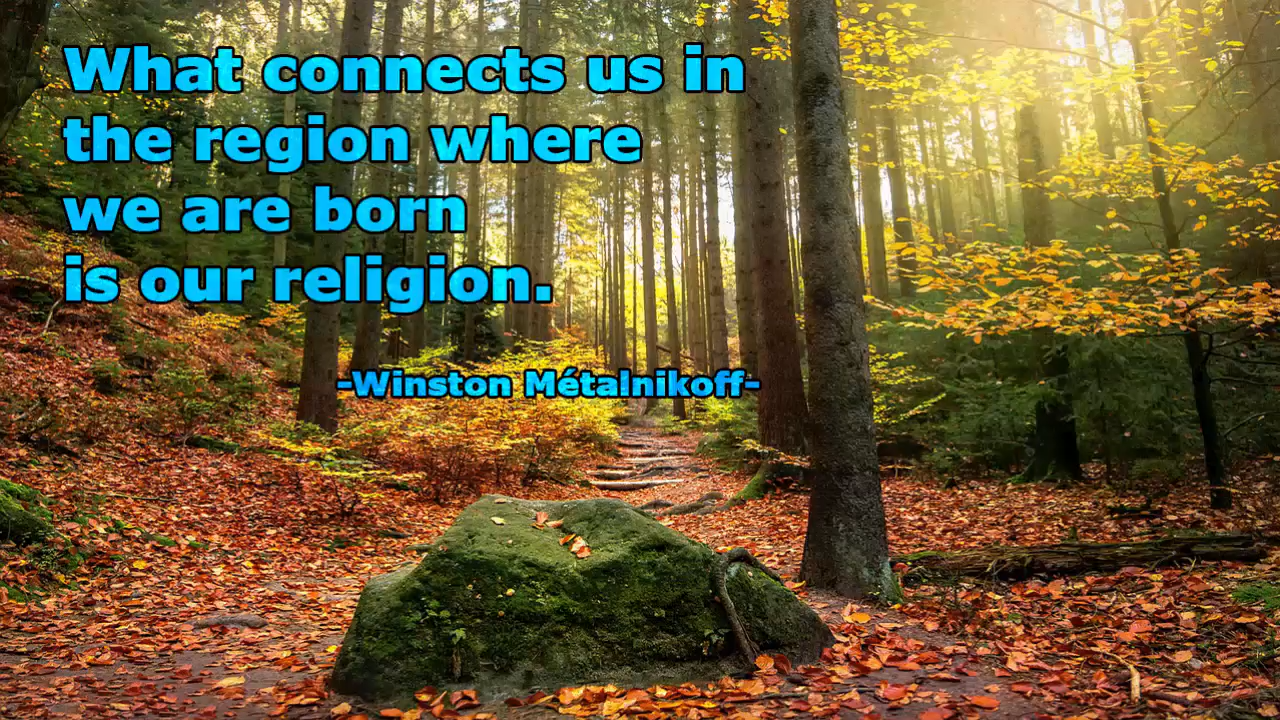 What connects us in
the region where
we are born
is our religion.
-Winston Métalnikoff-